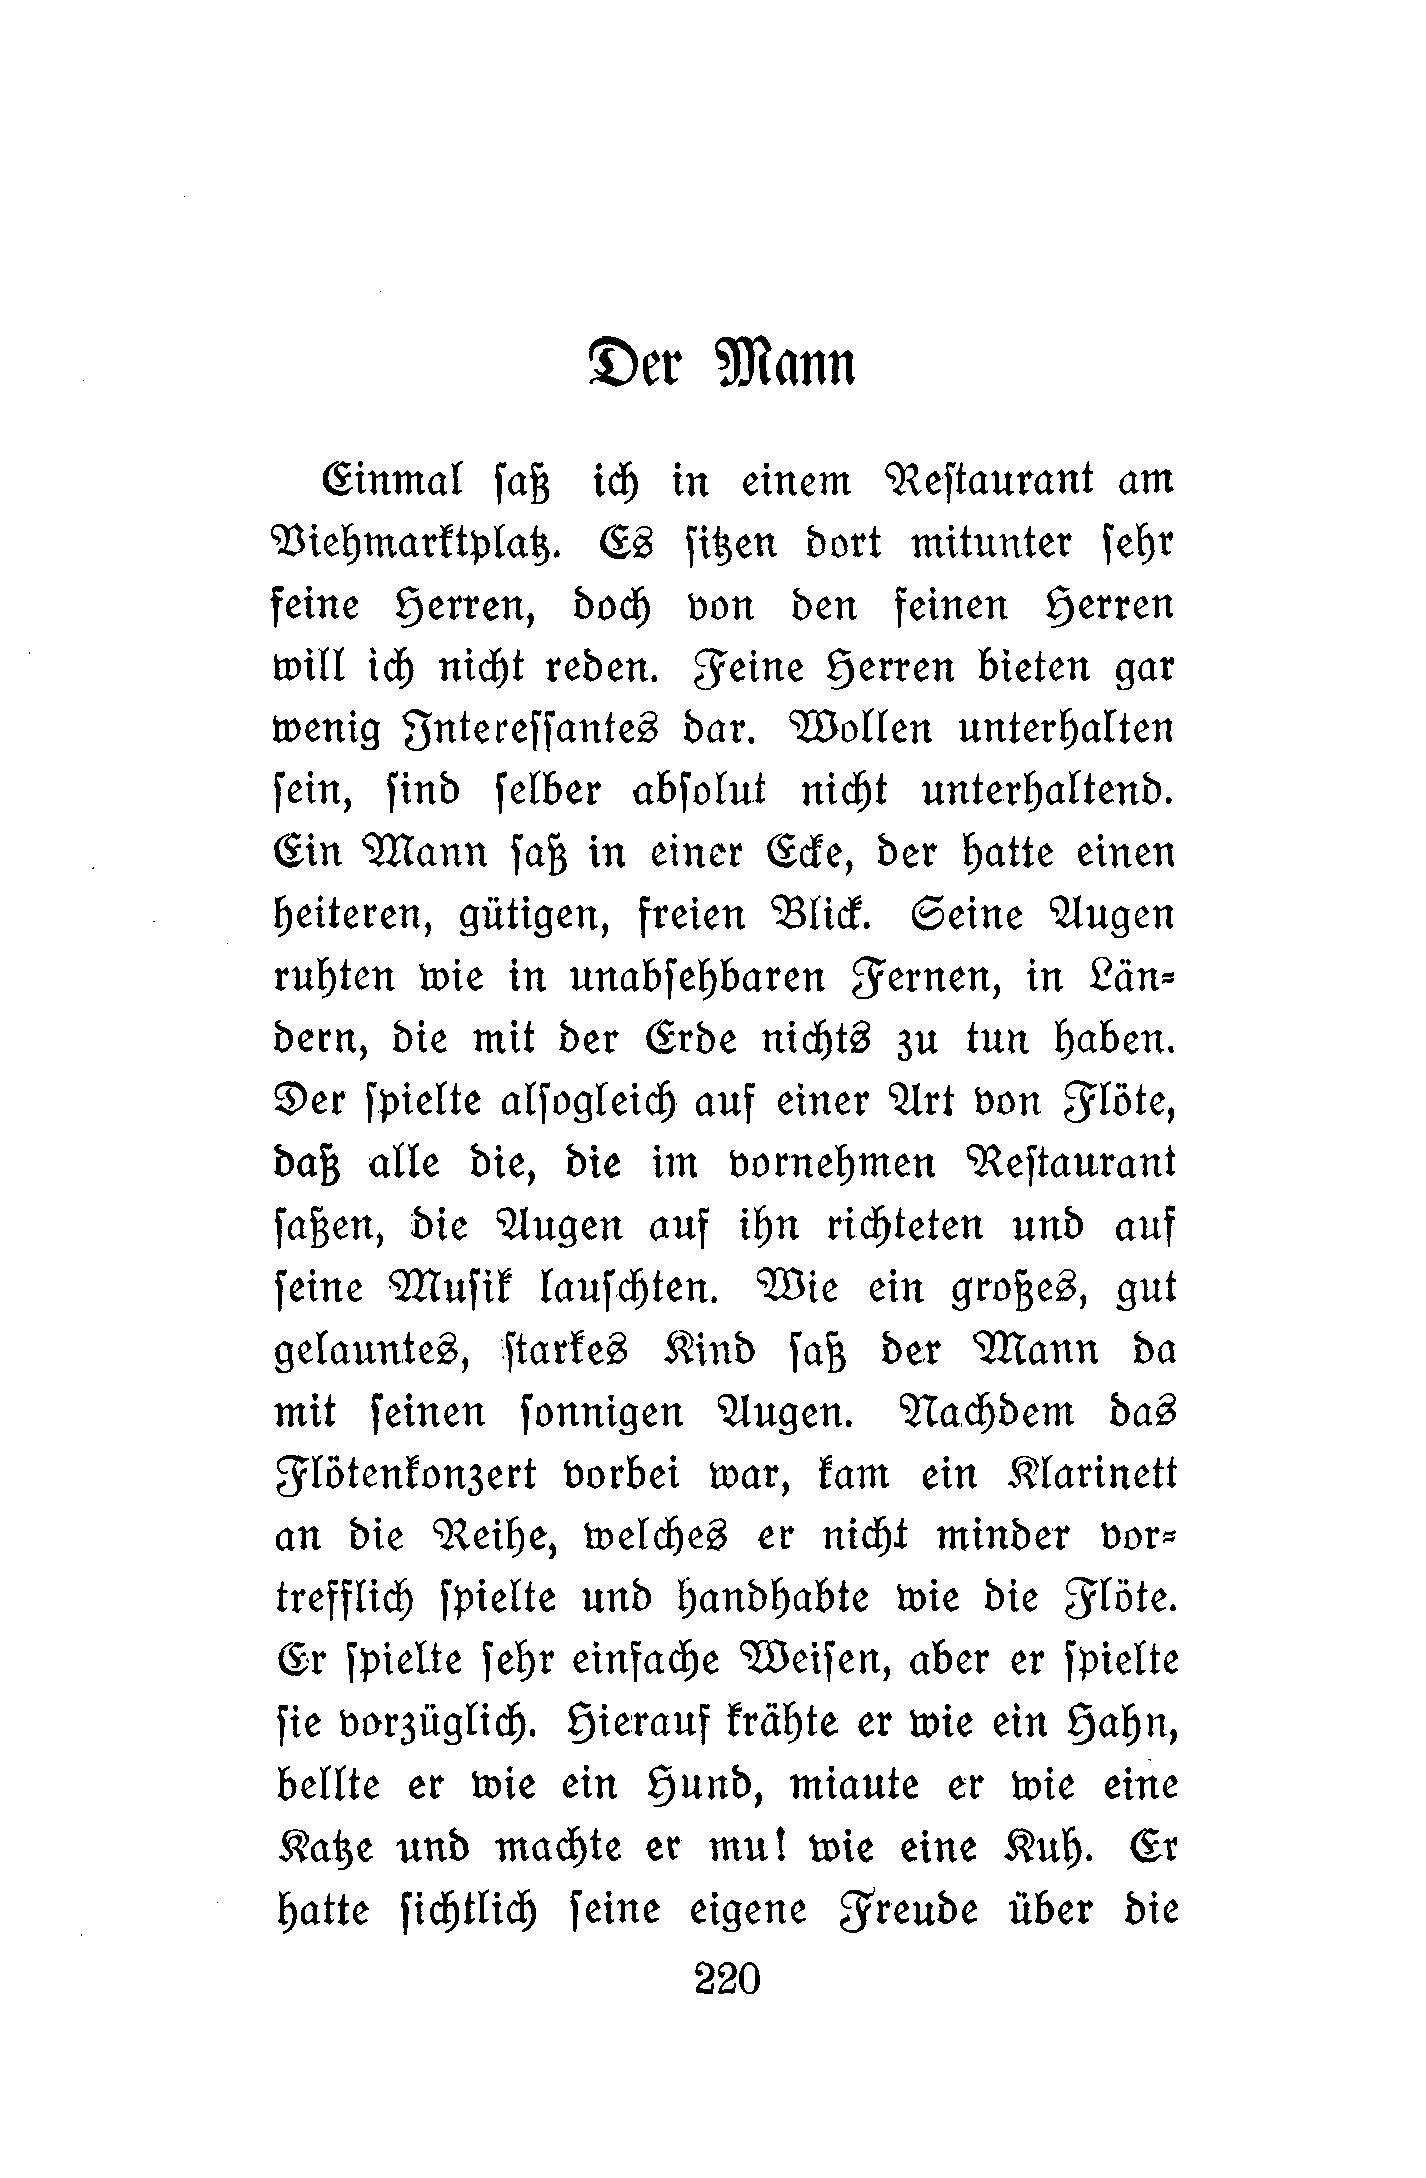 Der Mann
Einmal saß ich in einem Restaurant am
Viehmarktplatz. Es sitzen dort mitunter sehr
feine Herren, doch von den feinen Herren
will ich nicht reden. Feine Herren bieten gar
wenig Interessantes dar. Wollen unterhalten
sein, sind selber absolut nicht unterhaltend.
Ein Mann saß in einer Ecke, der hatte einen
heiteren, gütigen, freien Blick. Seine Augen
ruhten wie in unabsehbaren Fernen, in Län-
dern, die mit der Erde nichts zu tun haben.
Der spielte alsogleich auf einer Art von Flöte,
daß alle die, die im vornehmen Restaurant
saßen, die Augen auf ihn richteten und auf
seine Musik lauschten. Wie ein großes, gut
gelauntes, starkes Kind saß der Mann da
mit seinen sonnigen Augen. Nachdem das
Flötenkonzert vorbei war, kam ein Klarinett
an die Reihe, welches er nicht minder vor-
trefflich spielte und handhabte wie die Flöte.
Er spielte sehr einfache Weisen, aber er spielte
sie vorzüglich. Hierauf krähte er wie ein Hahn,
bellte er wie ein Hund, miaute er wie eine
Katze und machte er mu! wie eine Kuh. Er
hatte sichtlich seine eigene Freude über die
220